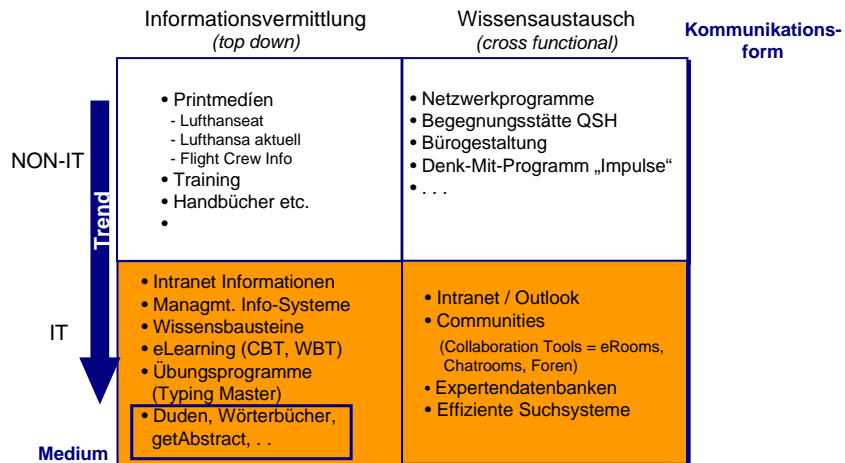 Informationsvermittlung
(top down)
Wissensaustausch
(cross functional)
Kommunikations-
form
NON-IT
Trend
• Printmedíen
- Lufthanseat
- Lufthansa aktuell
- Flight Crew Info
• Training
• Handbücher etc.
•
• Netzwerkprogramme
• Begegnungsstätte QSH
• Bürogestaltung
• Denk-Mit-Programm „Impulse“
• . . .
IT
• Intranet Informationen
• Managmt. Info-Systeme
• Wissensbausteine
• eLearning (CBT, WBT)
• Übungsprogramme
(Typing Master)
• Duden, Wörterbücher,
getAbstract, . .
• Intranet / Outlook
• Communities
(Collaboration Tools = eRooms,
Chatrooms, Foren)
• Expertendatenbanken
• Effiziente Suchsysteme
Medium